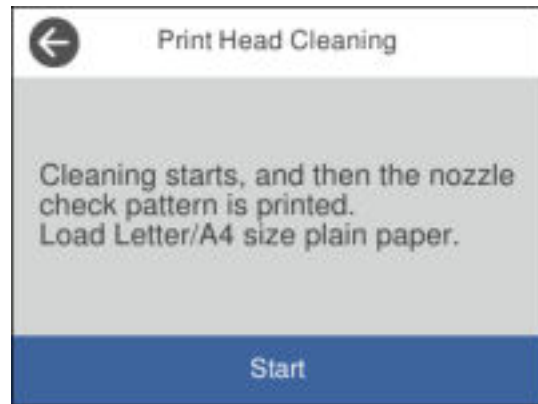 Print Head Cleaning
Cleaning starts, and then the nozzle
check pattern is printed.
Load Letter/A4 size plain paper.
Start